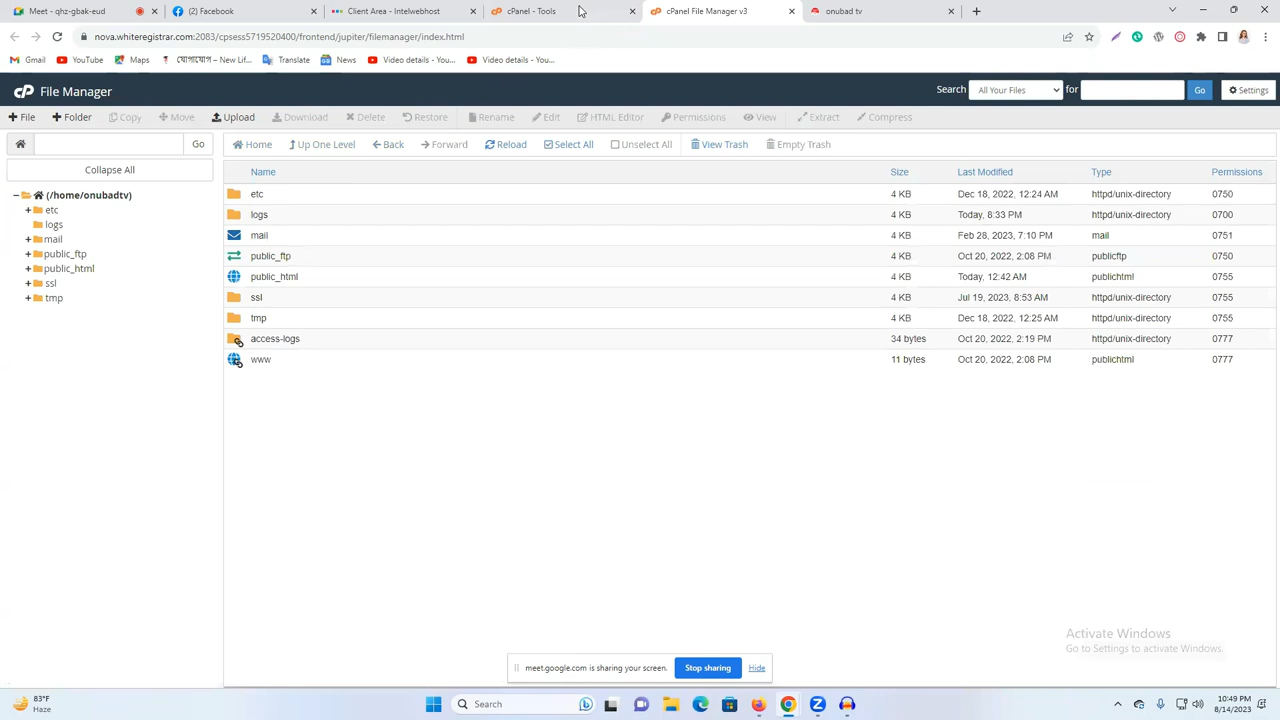 Meet - qhz-gbak-eud
(2) Facebook
Client Area - Intelwebhost
cPanel - Tools
cPanel File Manager v3
onubad tv
nova.whiteregistrar.com:2083/cpsess5719520400/frontend/jupiter/filemanager/index.html
Gmail YouTube Maps যোগাযোগ – New Lif... Translate News Video details - You... Video details - You...
cP File Manager Search All Your Files for Go Settings
File Folder Copy Move Upload Download Delete Restore Rename Edit HTML Editor Permissions View Extract Compress
Go Home Up One Level Back Forward Reload Select All Unselect All View Trash Empty Trash
Collapse All
(/home/onubadtv)
etc
logs
mail
public_ftp
public_html
ssl
tmp
Name Size Last Modified Type Permissions
etc 4 KB Dec 18, 2022, 12:24 AM httpd/unix-directory 0750
logs 4 KB Today, 8:33 PM httpd/unix-directory 0700
mail 4 KB Feb 28, 2023, 7:10 PM mail 0751
public_ftp 4 KB Oct 20, 2022, 2:08 PM publicftp 0750
public_html 4 KB Today, 12:42 AM publichtml 0755
ssl 4 KB Jul 19, 2023, 8:53 AM httpd/unix-directory 0755
tmp 4 KB Dec 18, 2022, 12:25 AM httpd/unix-directory 0755
access-logs 34 bytes Oct 20, 2022, 2:19 PM httpd/unix-directory 0777
www 11 bytes Oct 20, 2022, 2:08 PM publichtml 0777
Activate Windows
Go to Settings to activate Windows.
meet.google.com is sharing your screen. Stop sharing Hide
83°F
Haze
Search
10:49 PM
8/14/2023